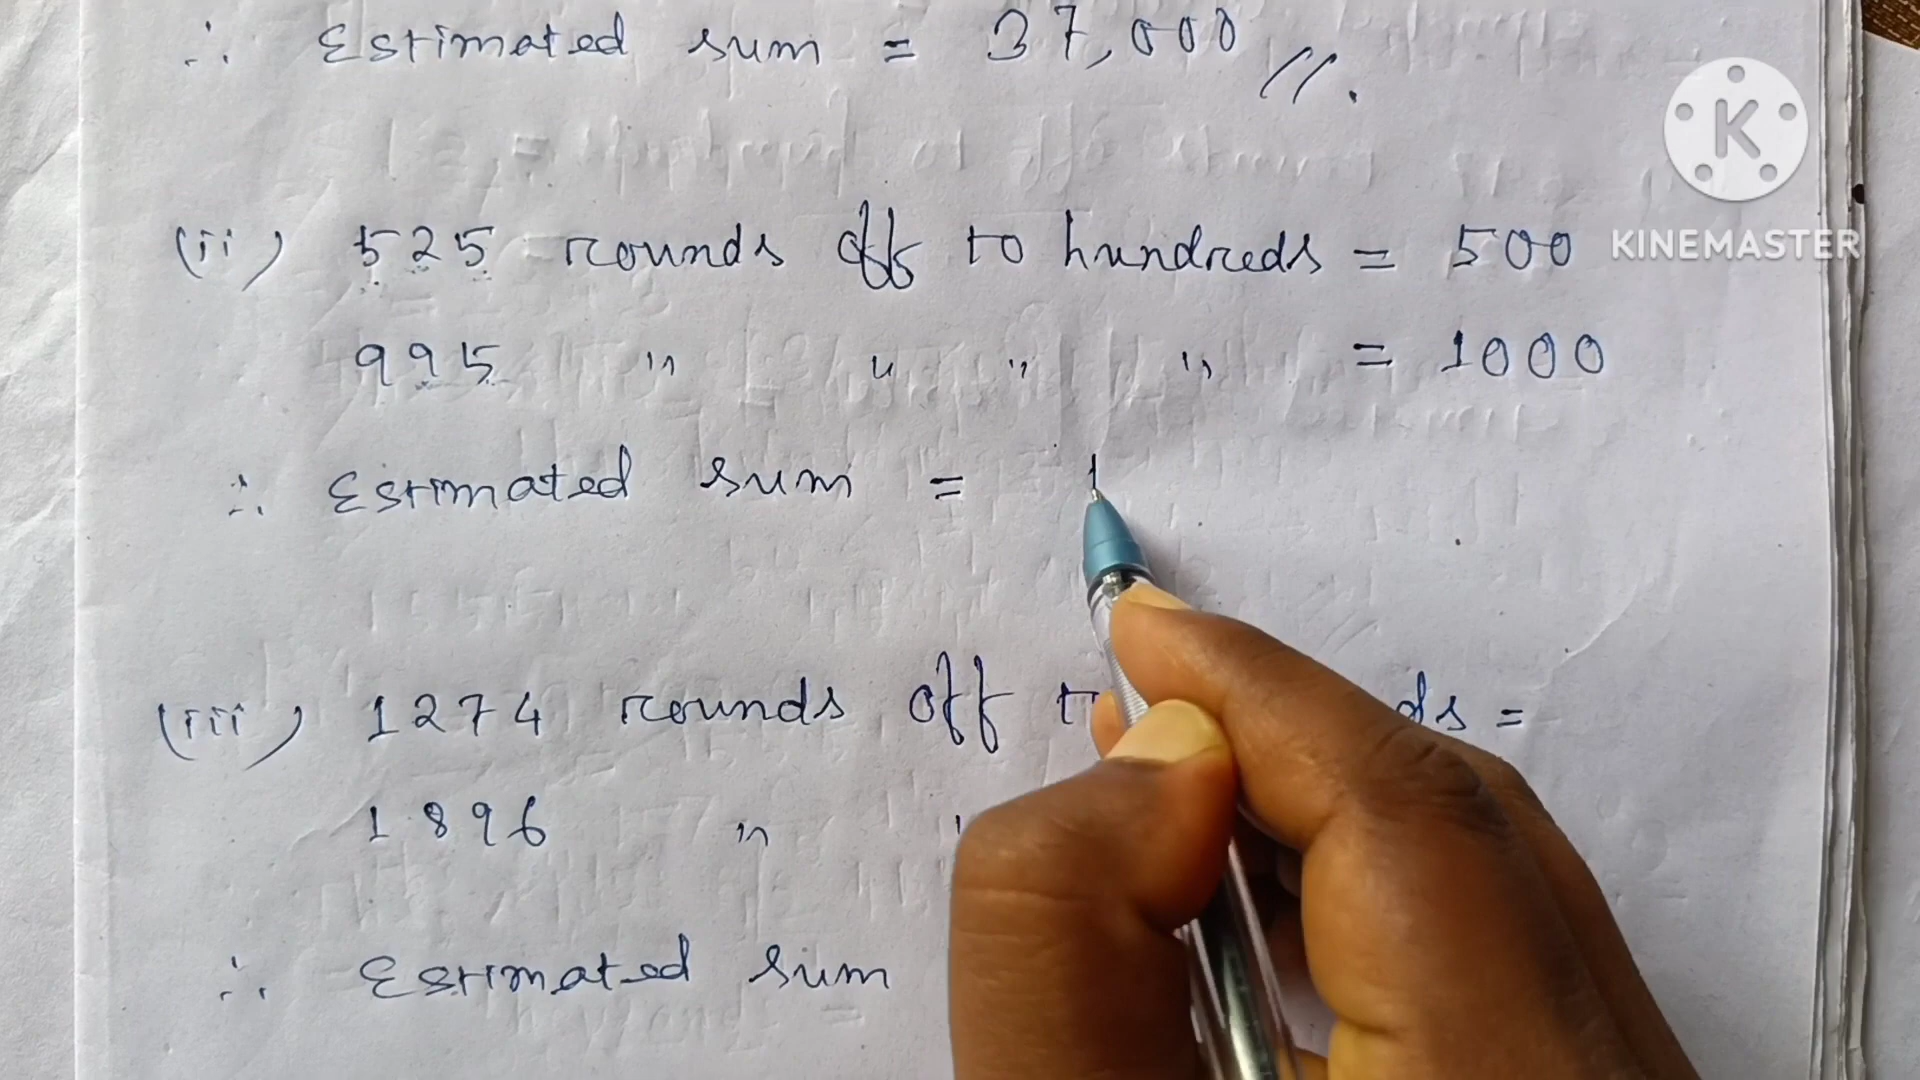 ∴ Estimated sum = 37,000 //.
K
KINEMASTER
(ii) 525 rounds off to hundreds = 500
995 " " " " = 1000
∴ Estimated sum = 1
(iii) 1274 rounds off =
1896 "
∴ Estimated sum